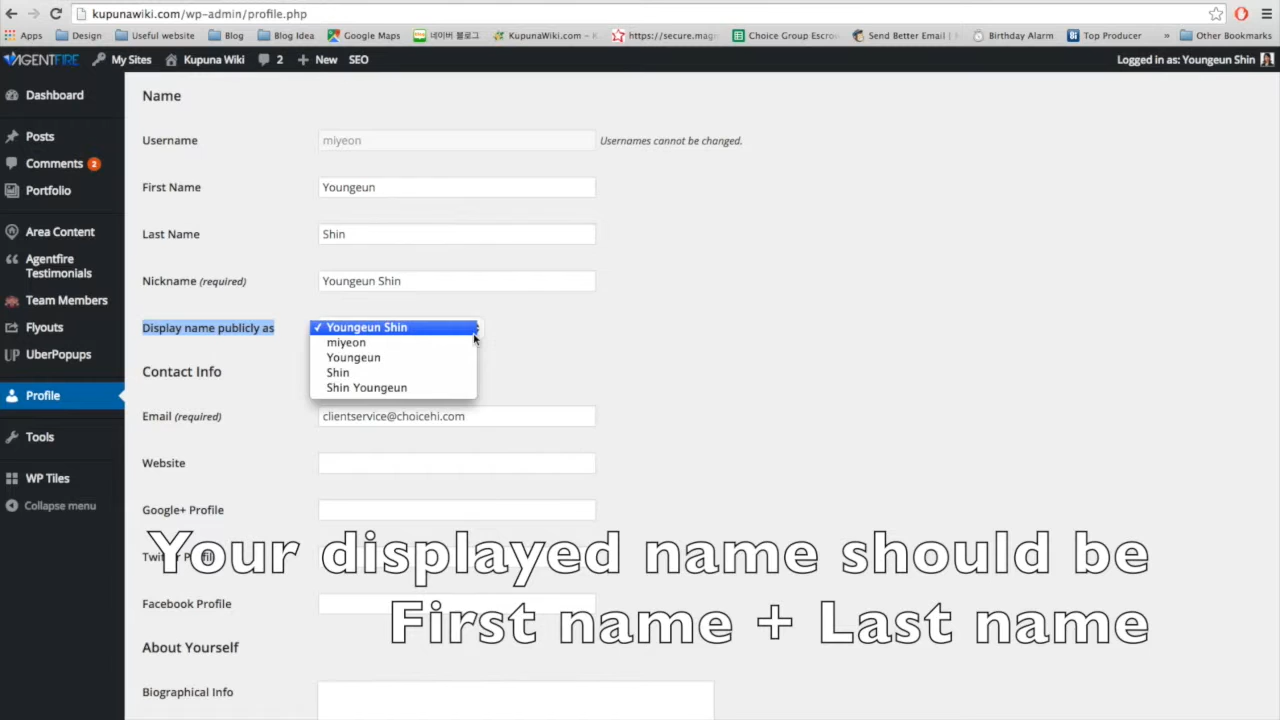 kupunawiki.com/wp-admin/profile.php
Apps Design Useful website Blog Blog Idea Google Maps 네이버 블로그 KupunaWiki.com – K https://secure.mag Choice Group Escro Send Better Email Birthday Alarm Top Producer » Other Bookmarks
AGENTFIRE My Sites Kupuna Wiki 2 + New SEO Logged in as: Youngeun Shin
Dashboard
Posts
Comments 2
Portfolio
Area Content
Agentfire
Testimonials
Team Members
Flyouts
UP UberPopups
Profile
Tools
WP Tiles
Collapse menu
Name
Username miyeon Usernames cannot be changed.
First Name Youngeun
Last Name Shin
Nickname (required) Youngeun Shin
Display name publicly as ✓ Youngeun Shin
miyeon
Youngeun
Shin
Shin Youngeun
Contact Info
Email (required) clientservice@choicehi.com
Website
Google+ Profile
Twitter Profile
Your displayed name should be
First name + Last name
Facebook Profile
About Yourself
Biographical Info